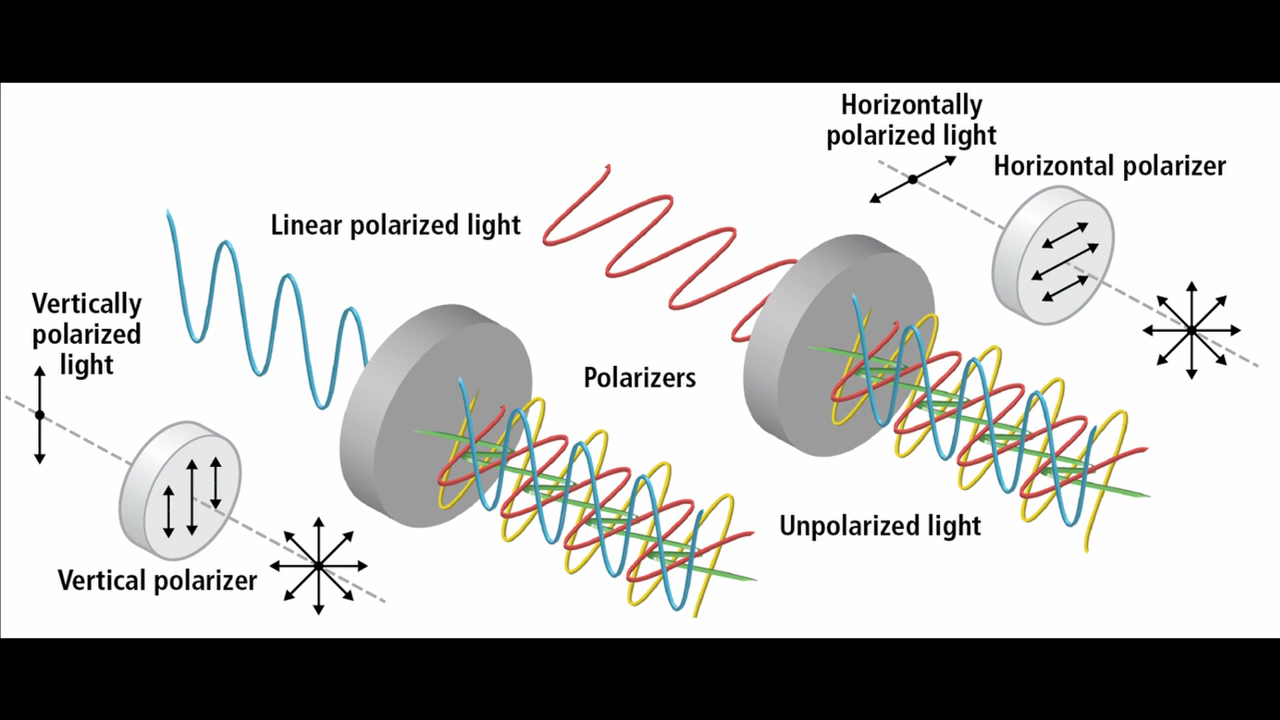 Horizontally
polarized light
Horizontal polarizer
Linear polarized light
Vertically
polarized
light
Polarizers
Unpolarized light
Vertical polarizer